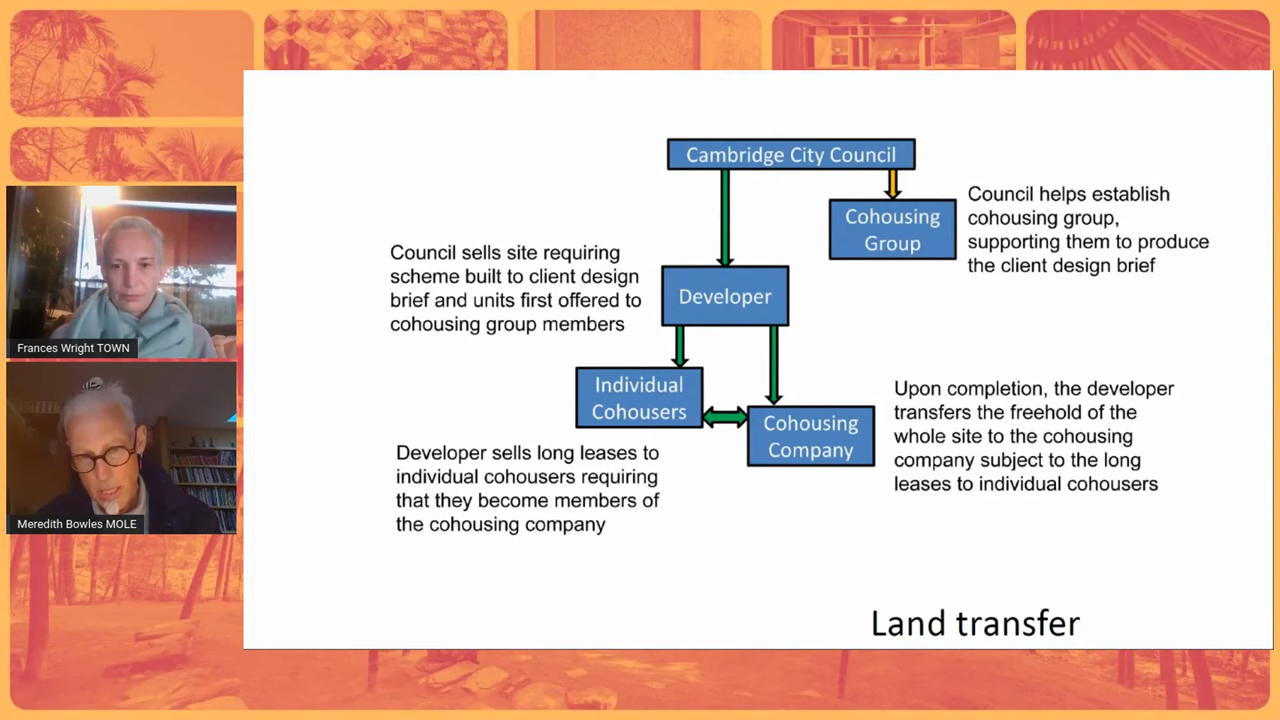 Cambridge City Council
Cohousing
Group
Council helps establish
cohousing group,
supporting them to produce
the client design brief
Council sells site requiring
scheme built to client design
brief and units first offered to
cohousing group members
Developer
Individual
Cohousers
Cohousing
Company
Upon completion, the developer
transfers the freehold of the
whole site to the cohousing
company subject to the long
leases to individual cohousers
Developer sells long leases to
individual cohousers requiring
that they become members of
the cohousing company
Land transfer
Frances Wright TOWN
Meredith Bowles MOLE